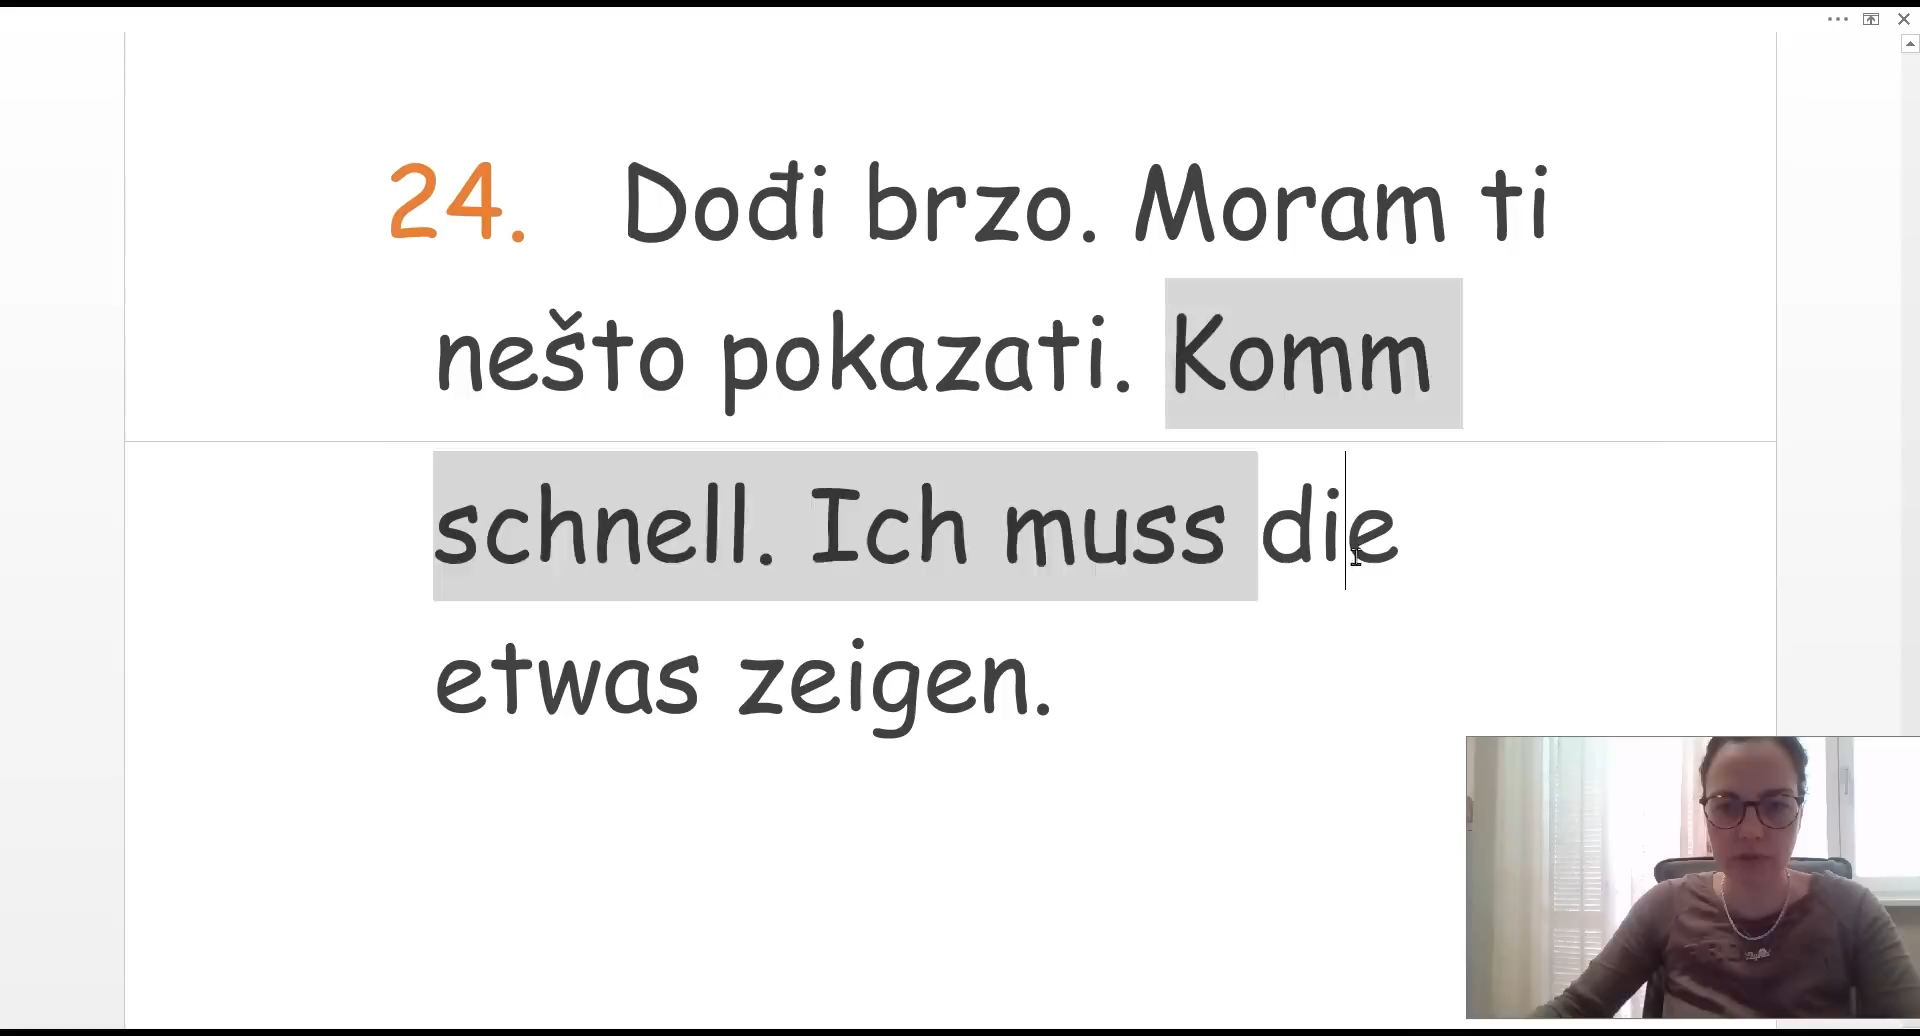 24. Dođi brzo. Moram ti
nešto pokazati. Komm
schnell. Ich muss die
etwas zeigen.